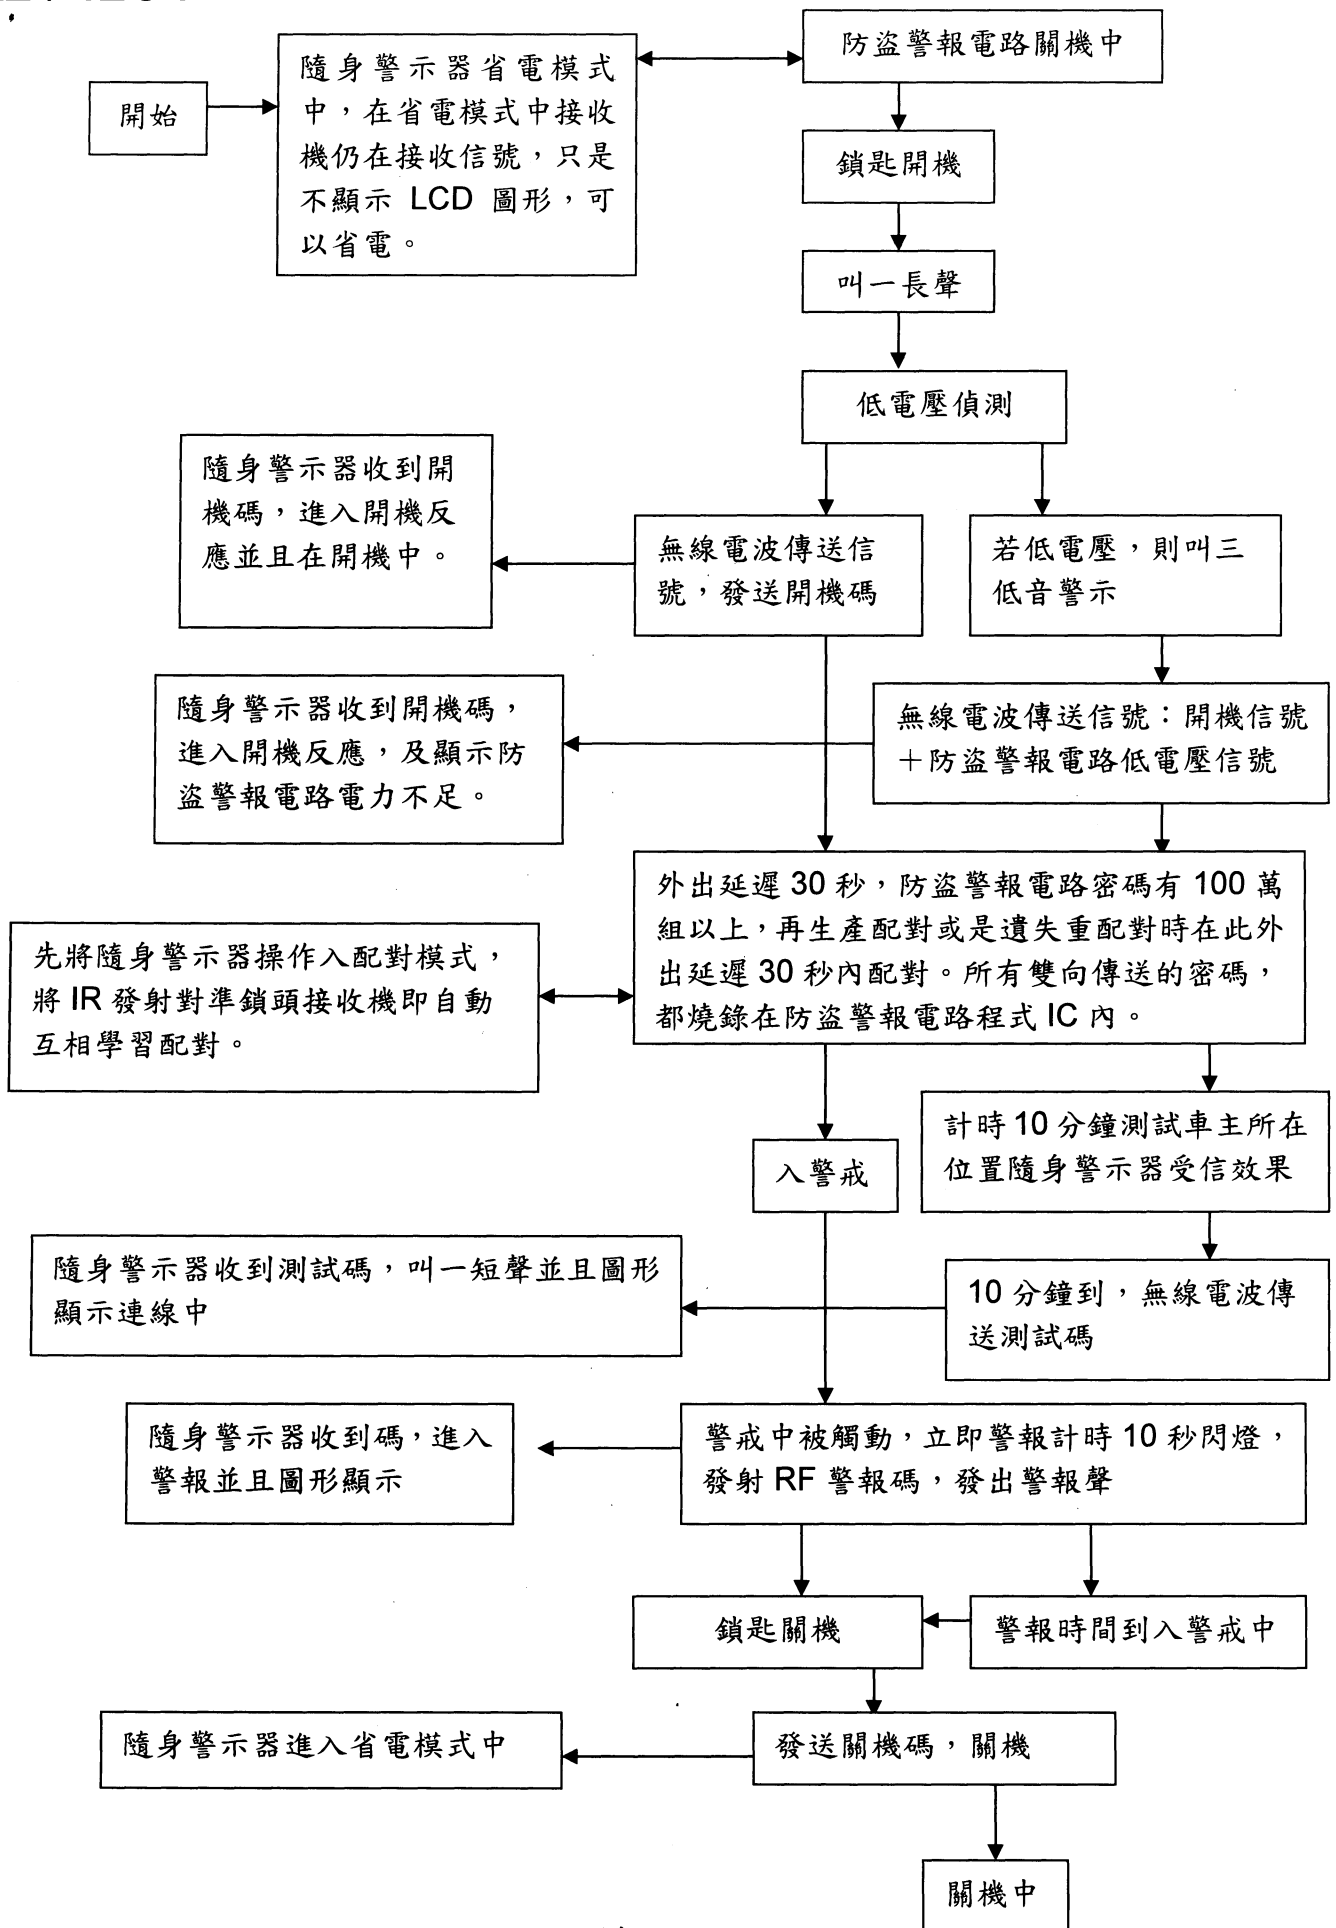 防盜警報電路關機中
開始
隨身警示器省電模式
中，在省電模式中接收
機仍在接收信號，只是
不顯示 LCD 圖形，可
以省電。
鎖匙開機
叫一長聲
低電壓偵測
隨身警示器收到開
機碼，進入開機反
應並且在開機中。
無線電波傳送信
號，發送開機碼
若低電壓，則叫三
低音警示
隨身警示器收到開機碼，
進入開機反應，及顯示防
盜警報電路電力不足。
無線電波傳送信號：開機信號
＋防盜警報電路低電壓信號
外出延遲 30 秒，防盜警報電路密碼有 100 萬
組以上，再生產配對或是遺失重配對時在此外
出延遲 30 秒內配對。所有雙向傳送的密碼，
都燒錄在防盜警報電路程式 IC 內。
先將隨身警示器操作入配對模式，
將 IR 發射對準鎖頭接收機即自動
互相學習配對。
計時 10 分鐘測試車主所在
位置隨身警示器受信效果
入警戒
隨身警示器收到測試碼，叫一短聲並且圖形
顯示連線中
10 分鐘到，無線電波傳
送測試碼
隨身警示器收到碼，進入
警報並且圖形顯示
警戒中被觸動，立即警報計時 10 秒閃燈，
發射 RF 警報碼，發出警報聲
鎖匙關機
警報時間到入警戒中
隨身警示器進入省電模式中
發送關機碼，關機
關機中